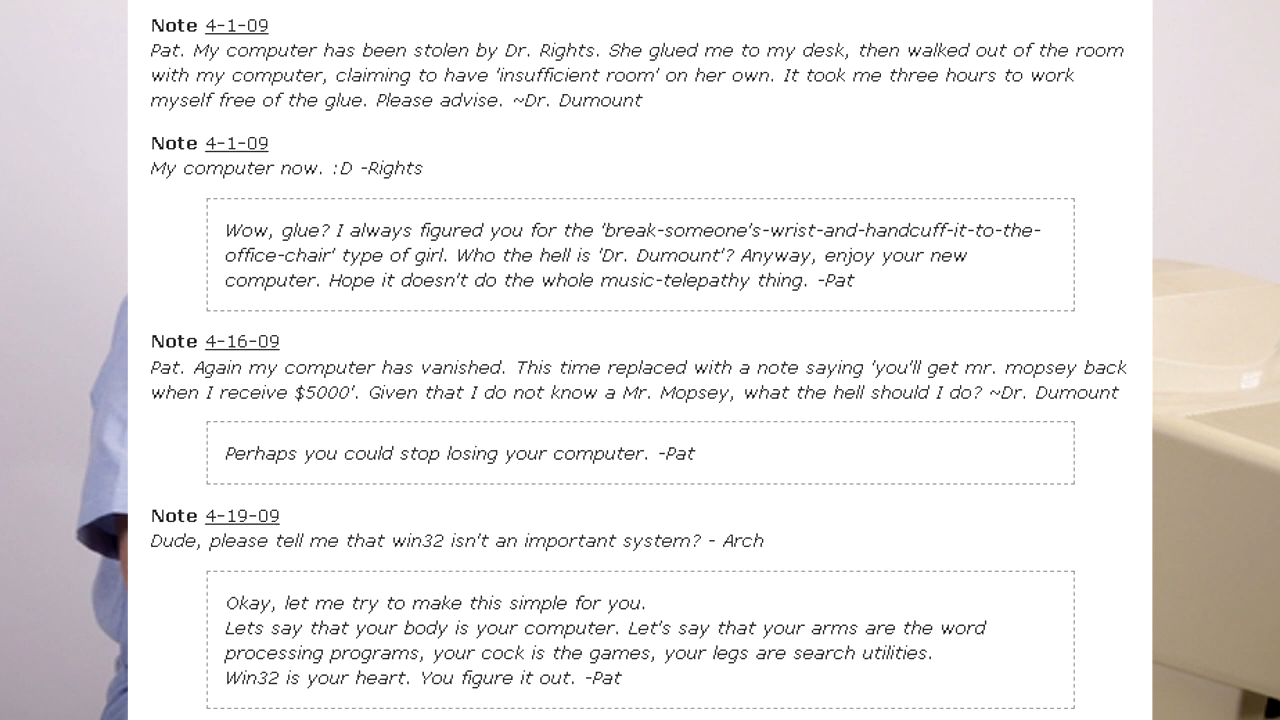 Note 4-1-09
Pat. My computer has been stolen by Dr. Rights. She glued me to my desk, then walked out of the room
with my computer, claiming to have 'insufficient room' on her own. It took me three hours to work
myself free of the glue. Please advise. ~Dr. Dumount
Note 4-1-09
My computer now. :D -Rights
Wow, glue? I always figured you for the 'break-someone's-wrist-and-handcuff-it-to-the-
office-chair' type of girl. Who the hell is 'Dr. Dumount'? Anyway, enjoy your new
computer. Hope it doesn't do the whole music-telepathy thing. -Pat
Note 4-16-09
Pat. Again my computer has vanished. This time replaced with a note saying 'you'll get mr. mopsey back
when I receive $5000'. Given that I do not know a Mr. Mopsey, what the hell should I do? ~Dr. Dumount
Perhaps you could stop losing your computer. -Pat
Note 4-19-09
Dude, please tell me that win32 isn't an important system? - Arch
Okay, let me try to make this simple for you.
Lets say that your body is your computer. Let's say that your arms are the word
processing programs, your cock is the games, your legs are search utilities.
Win32 is your heart. You figure it out. -Pat